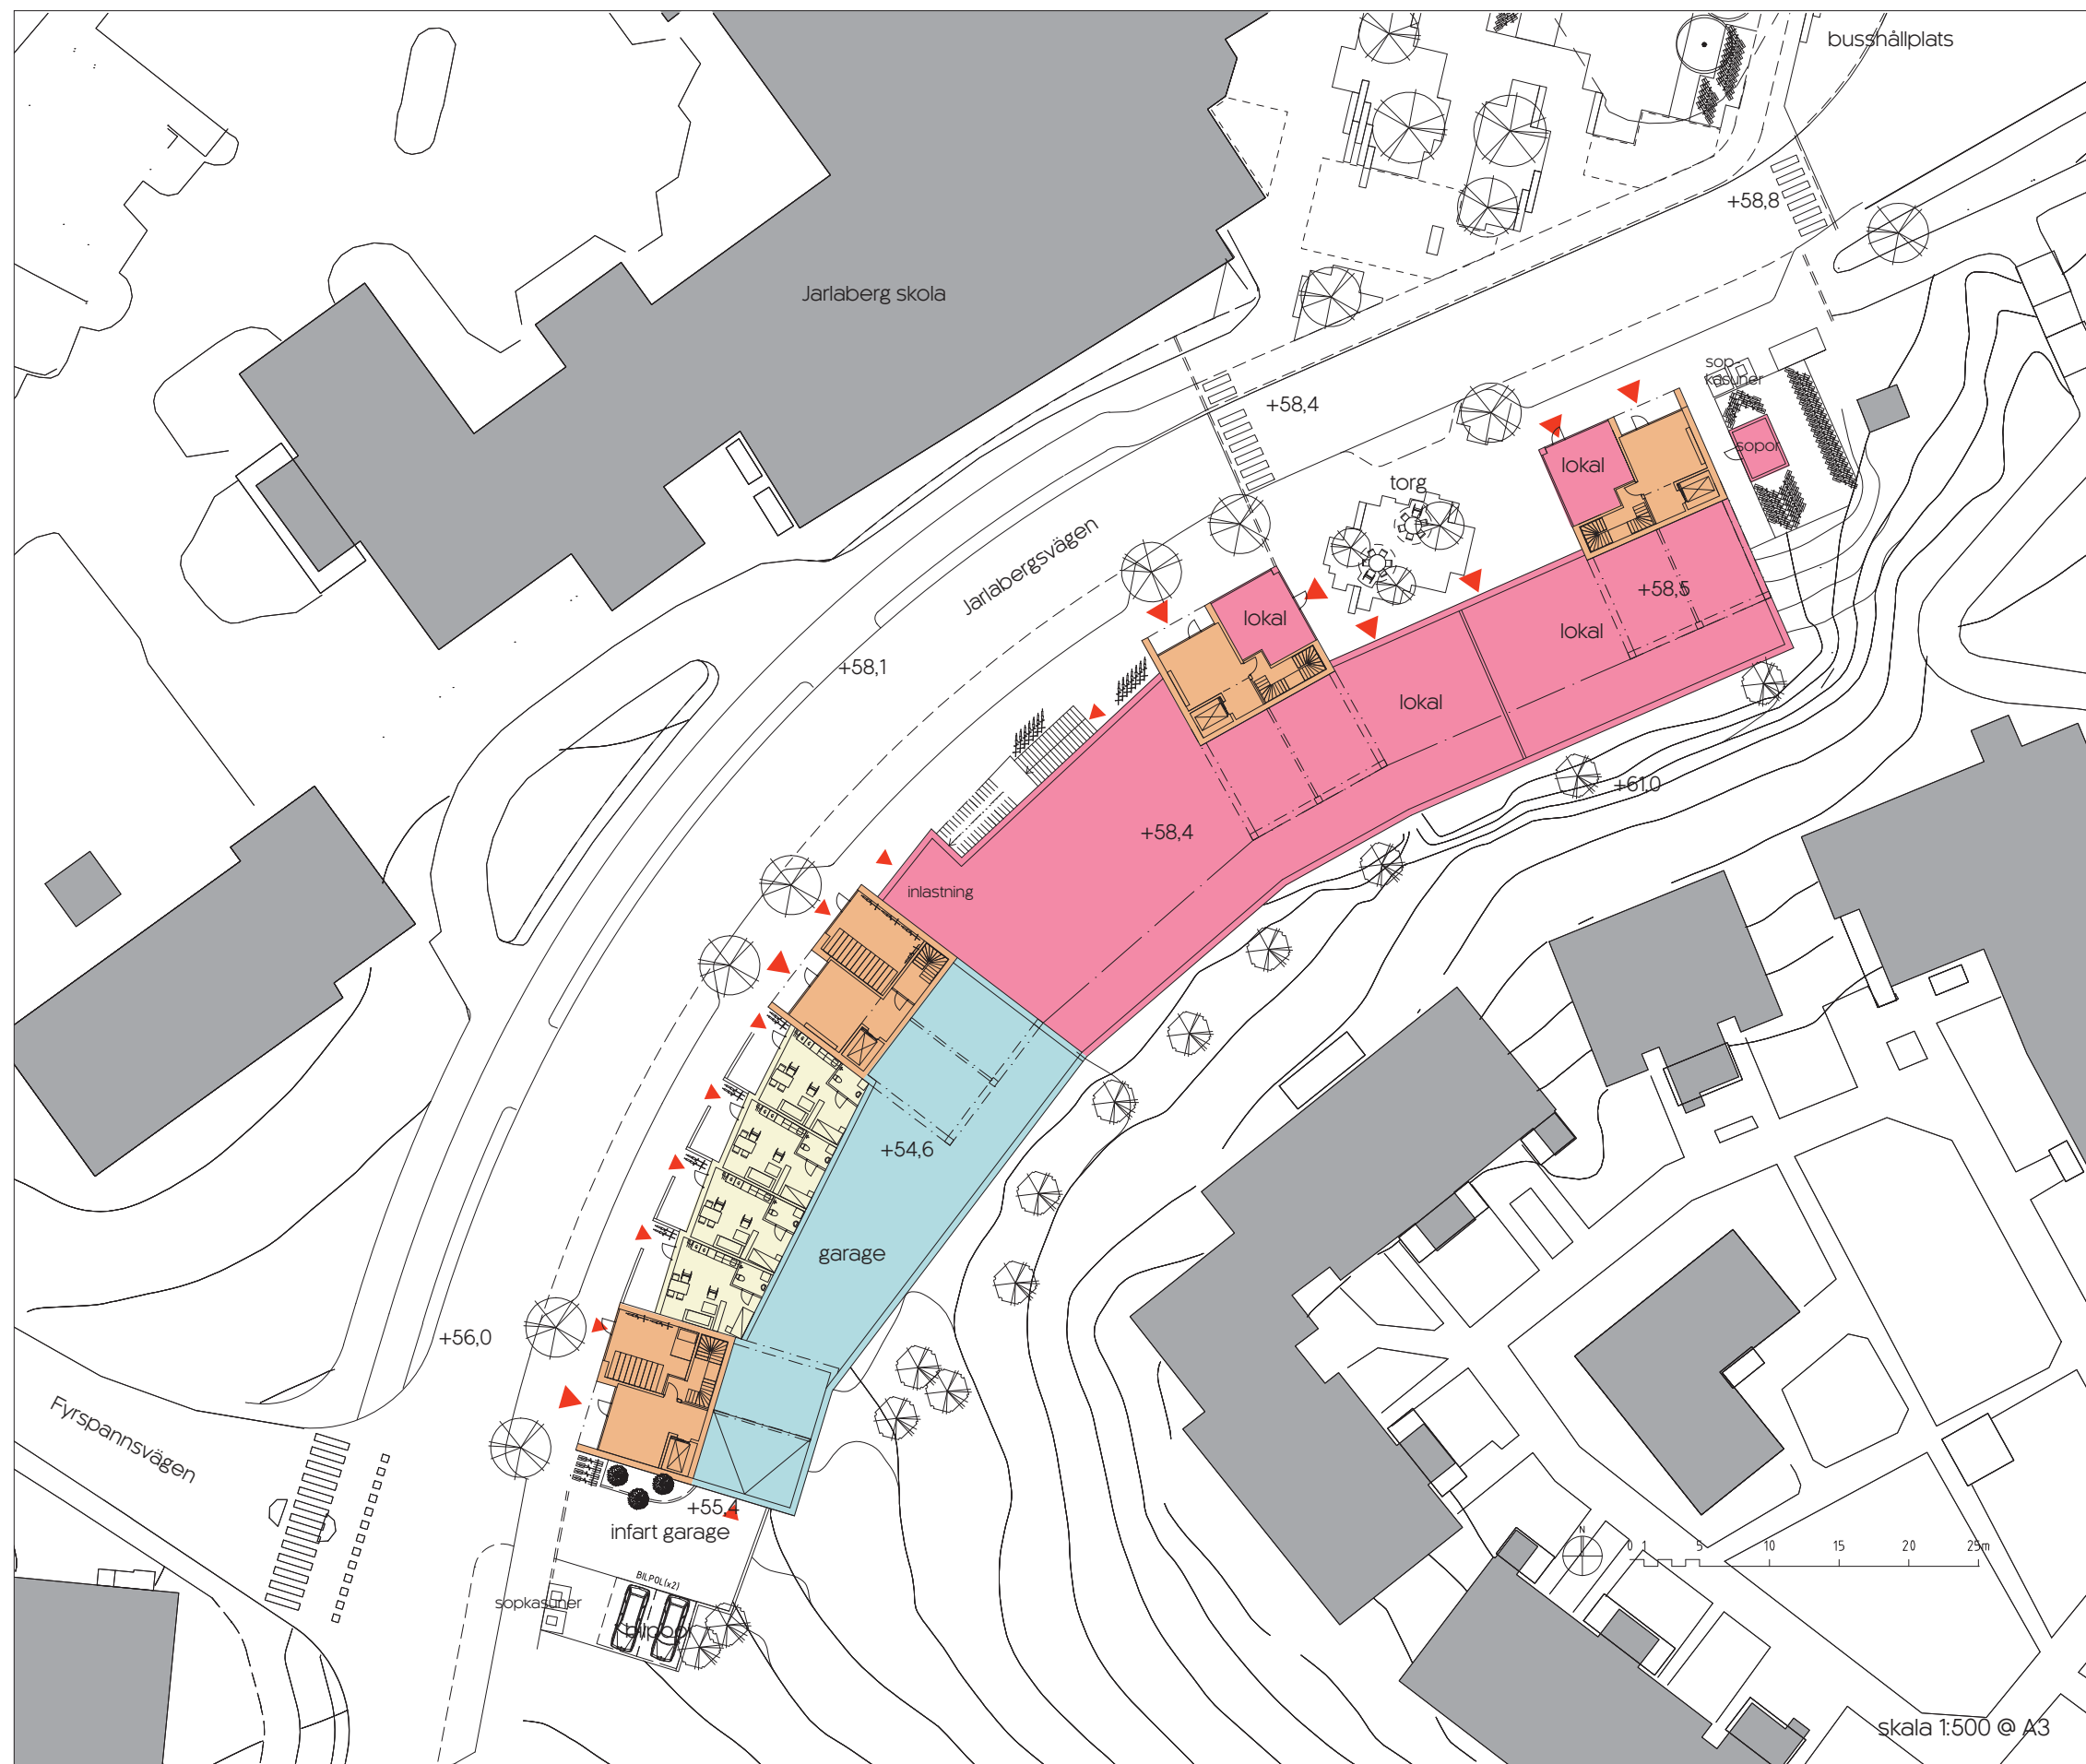 busshållplats
+58,8
Jarlaberg skola
sop-
kasuner
+58,4
sopor
lokal
torg
Jarlabergsvägen
+58,5
lokal
lokal
+58,1
lokal
+61,0
+58,4
inlastning
+54,6
garage
+56,0
Fyrspannsvägen
+55,4
infart garage
N
0 1 5 10 15 20 25m
BILPOL(x2)
sopkasuner
bilpool
skala 1:500 @ A3